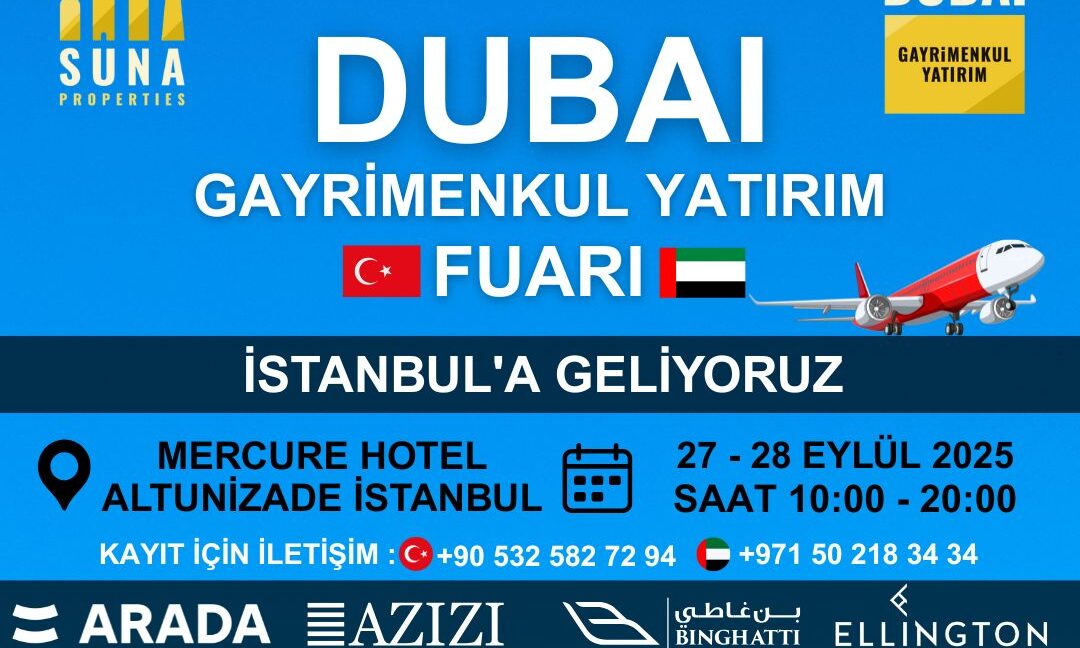 SUNA
PROPERTIES
DUBAI
GAYRİMENKUL
YATIRIM
DUBAI
GAYRİMENKUL YATIRIM
FUARI
İSTANBUL'A GELİYORUZ
MERCURE HOTEL
ALTUNİZADE İSTANBUL
27 - 28 EYLÜL 2025
SAAT 10:00 - 20:00
KAYIT İÇİN İLETİŞİM : +90 532 582 72 94 +971 50 218 34 34
ARADA
AZIZI
بن غاطي
BINGHATTI
ELLINGTON